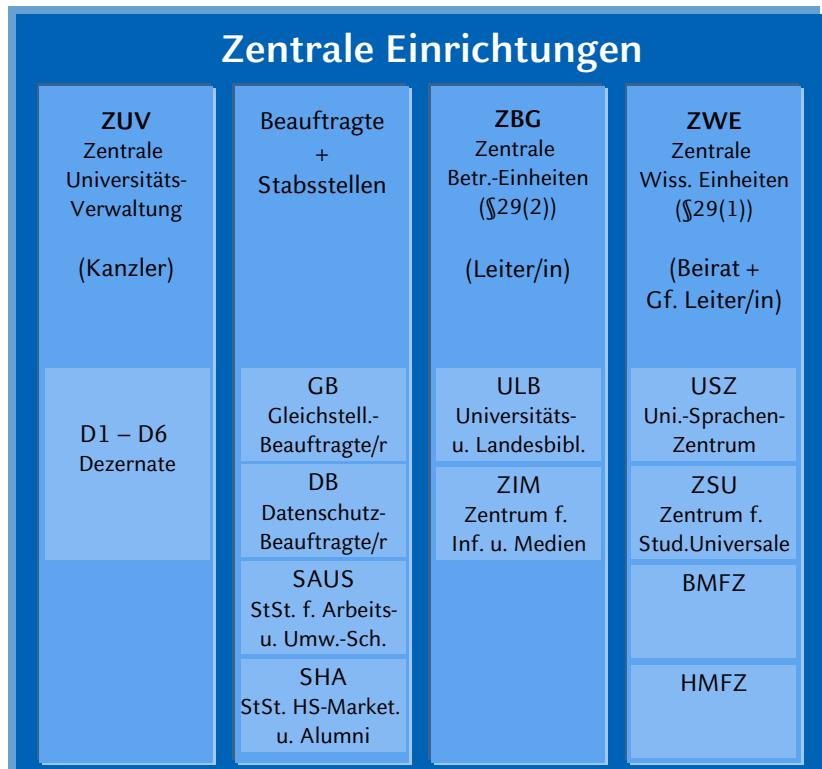 Zentrale Einrichtungen
ZUV
Zentrale
Universitäts-
Verwaltung
(Kanzler)
D1 – D6
Dezernate
Beauftragte
+
Stabsstellen
GB
Gleichstell.-
Beauftragte/r
DB
Datenschutz-
Beauftragte/r
SAUS
StSt. f. Arbeits-
u. Umw.-Sch.
SHA
StSt. HS-Market.
u. Alumni
ZBG
Zentrale
Betr.-Einheiten
(§29(2))
(Leiter/in)
ULB
Universitäts-
u. Landesbibl.
ZIM
Zentrum f.
Inf. u. Medien
ZWE
Zentrale
Wiss. Einheiten
(§29(1))
(Beirat +
Gf. Leiter/in)
USZ
Uni.-Sprachen-
Zentrum
ZSU
Zentrum f.
Stud.Universale
BMFZ
HMFZ